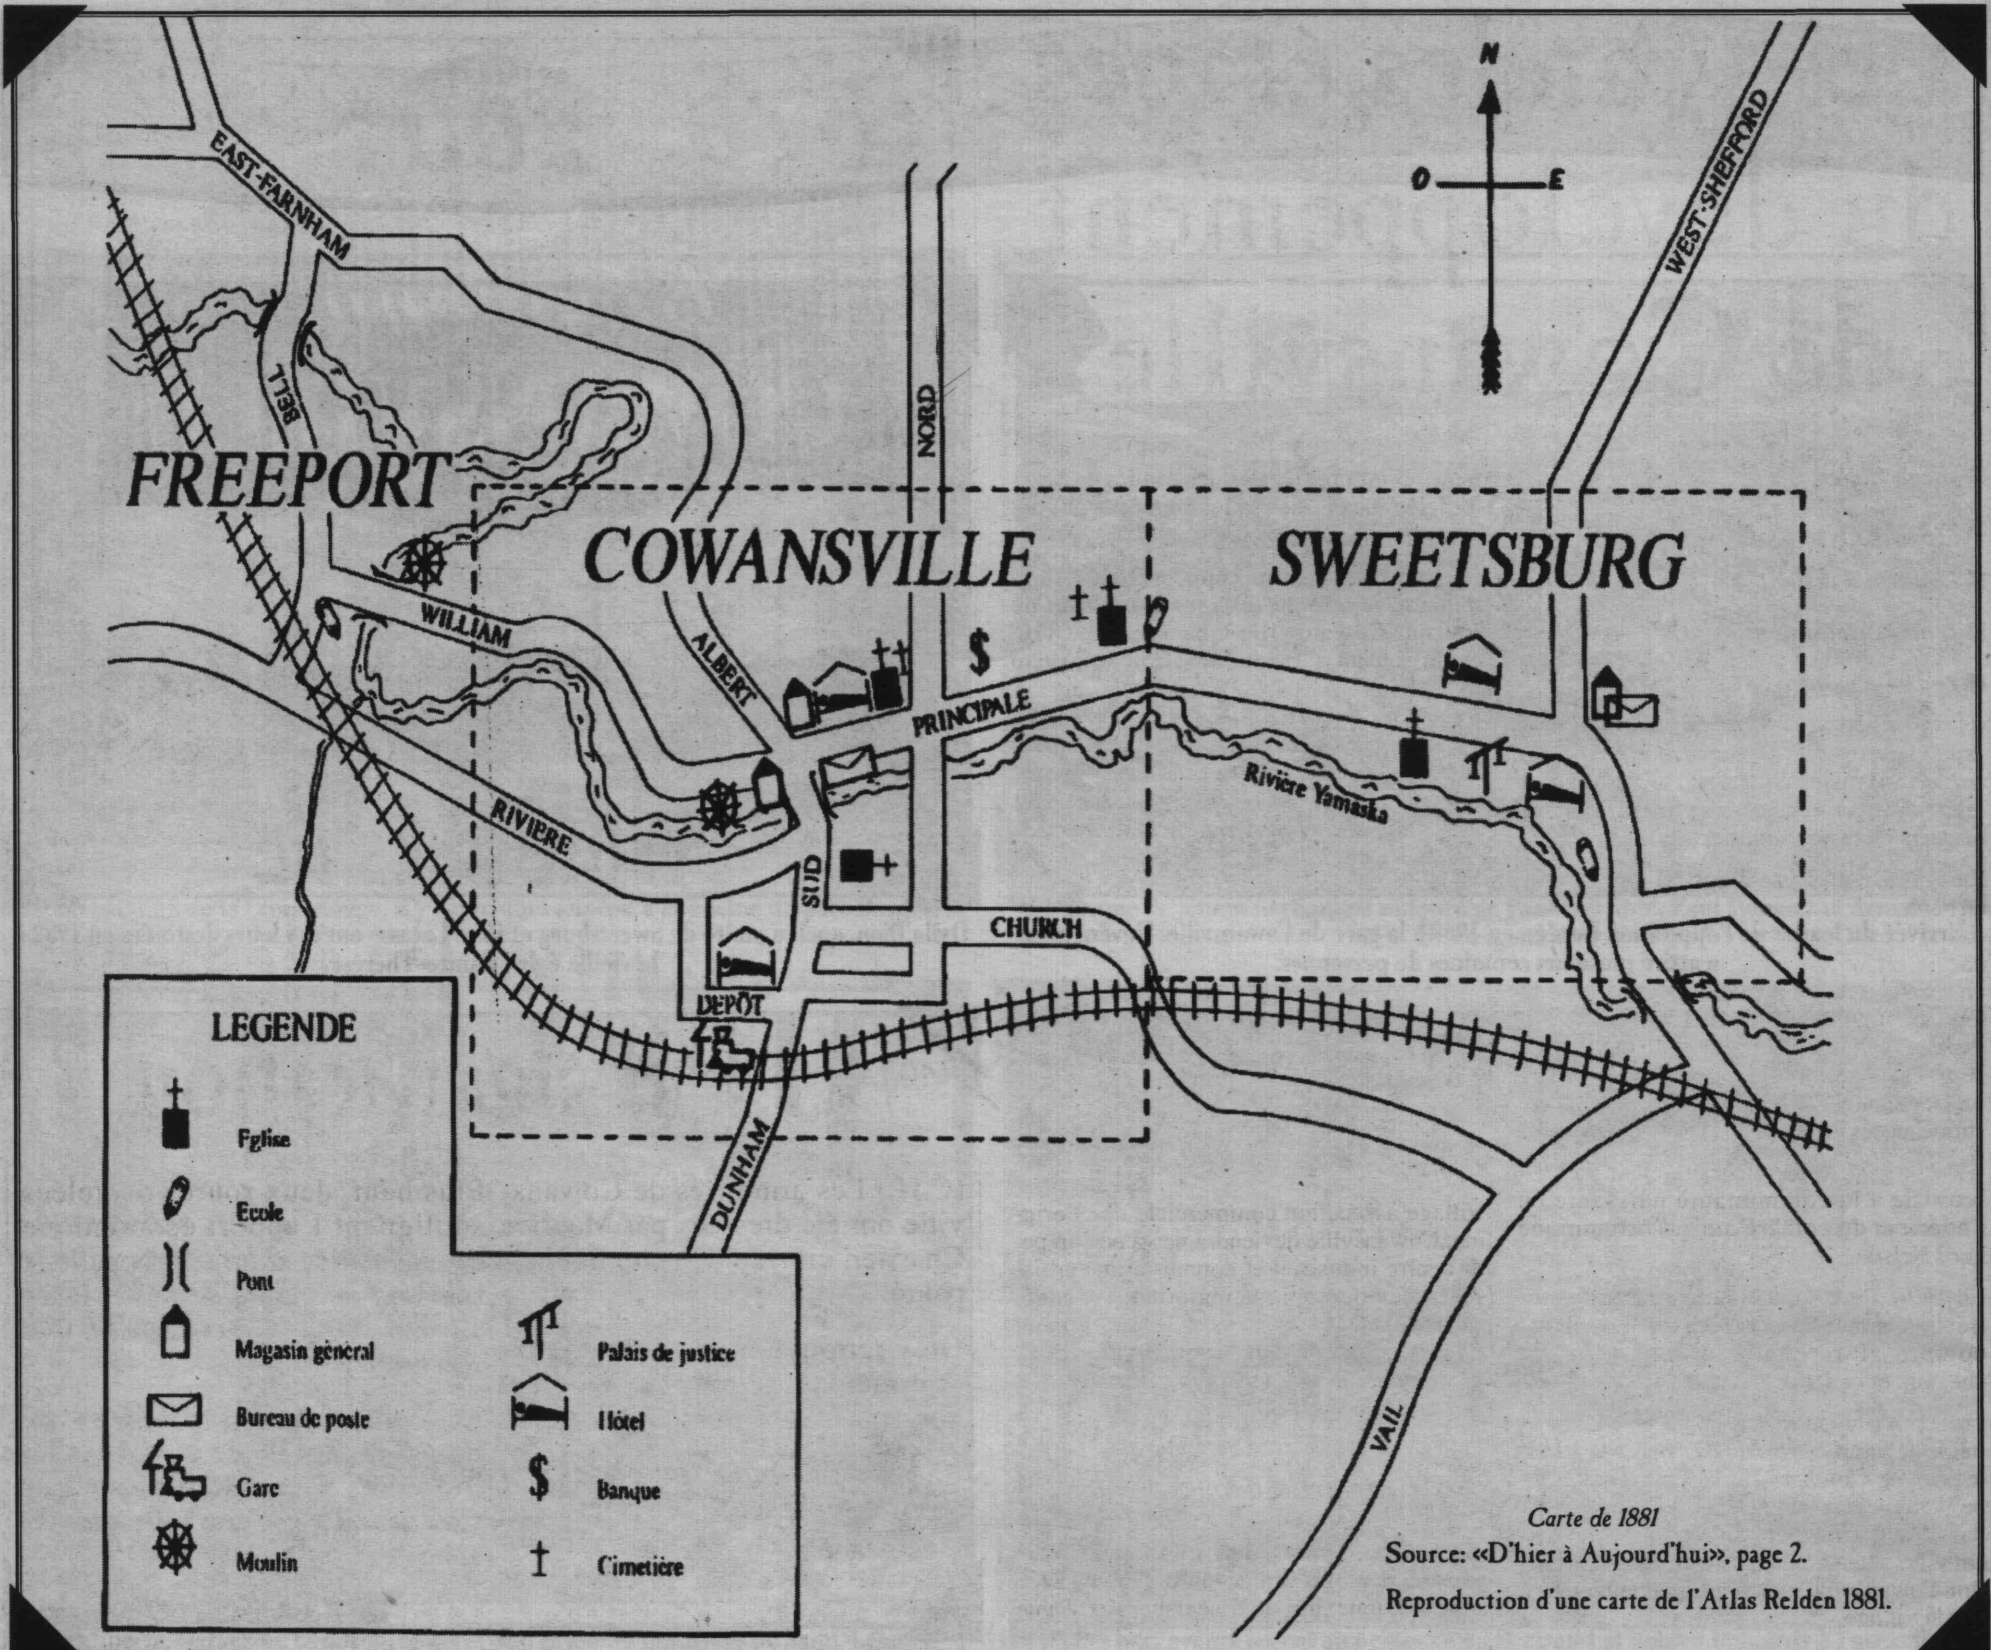 N
O E
WEST-SHEFFORD
EAST-FARNHAM
BELL
NORD
FREEPORT
COWANSVILLE
SWEETSBURG
WILLIAM
ALBERT
$
PRINCIPALE
Rivière Yamaska
RIVIERE
SUD
CHURCH
DEPÔT
DUNHAM
VAIL
LEGENDE
Eglise
Ecole
Pont
Magasin général
Bureau de poste
Gare
Moulin
Palais de justice
Hôtel
$ Banque
Cimetière
Carte de 1881
Source: «D'hier à Aujourd'hui», page 2.
Reproduction d'une carte de l'Atlas Relden 1881.